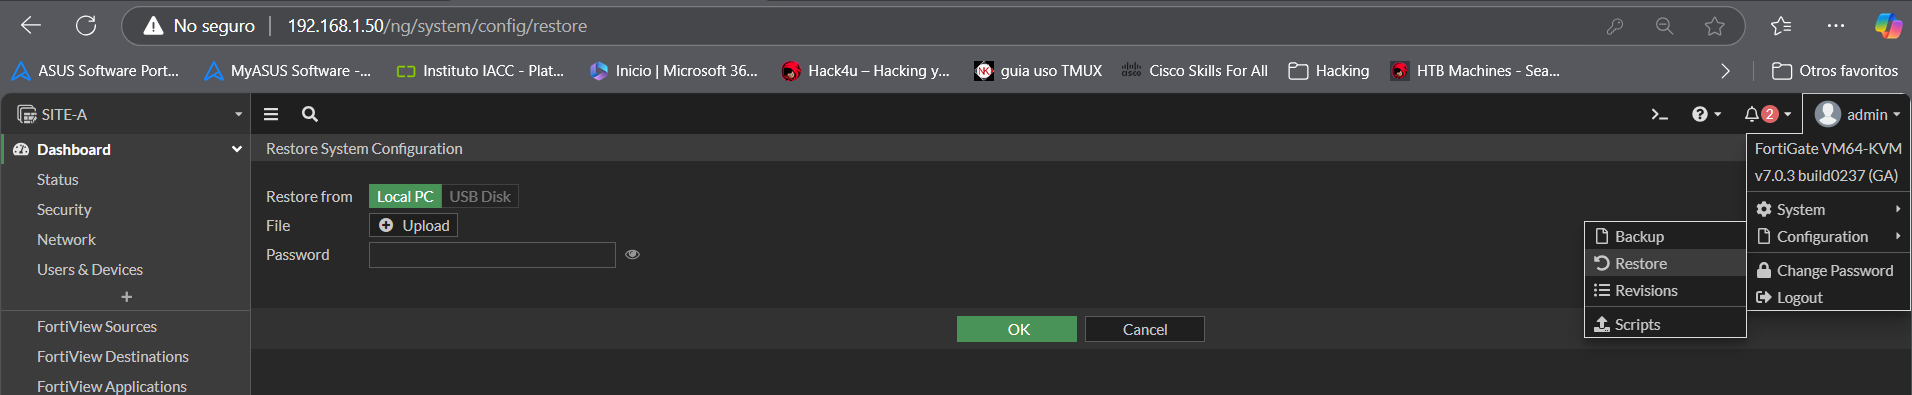 No seguro 192.168.1.50/ng/system/config/restore
ASUS Software Port... MyASUS Software -... Instituto IACC - Plat... Inicio | Microsoft 36... Hack4u – Hacking y... NK guia uso TMUX cisco Cisco Skills For All Hacking HTB Machines - Sea... Otros favoritos
SITE-A
2 admin
Dashboard
Status
Security
Network
Users & Devices
+
FortiView Sources
FortiView Destinations
FortiView Applications
Restore System Configuration
Restore from Local PC USB Disk
File Upload
Password
OK Cancel
FortiGate VM64-KVM
v7.0.3 build0237 (GA)
System
Configuration
Change Password
Logout
Backup
Restore
Revisions
Scripts